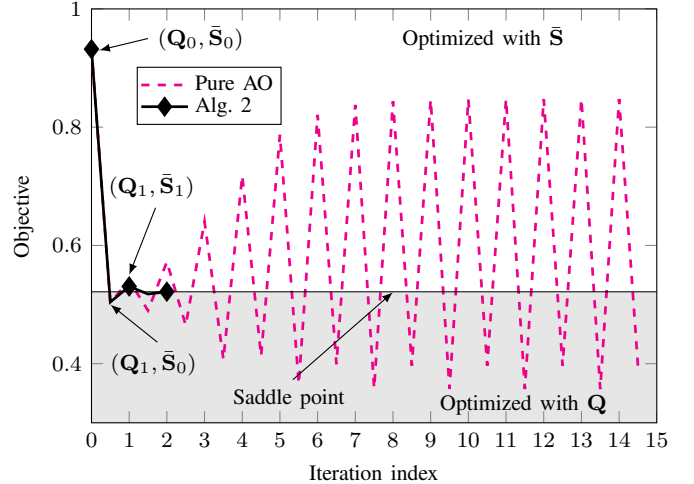 1
(𝐐₀, S̄₀)
Optimized with S̄
Pure AO
Alg. 2
0.8
(𝐐₁, S̄₁)
Objective
0.6
(𝐐₁, S̄₀)
0.4
Saddle point
Optimized with 𝐐
0 1 2 3 4 5 6 7 8 9 10 11 12 13 14 15
Iteration index